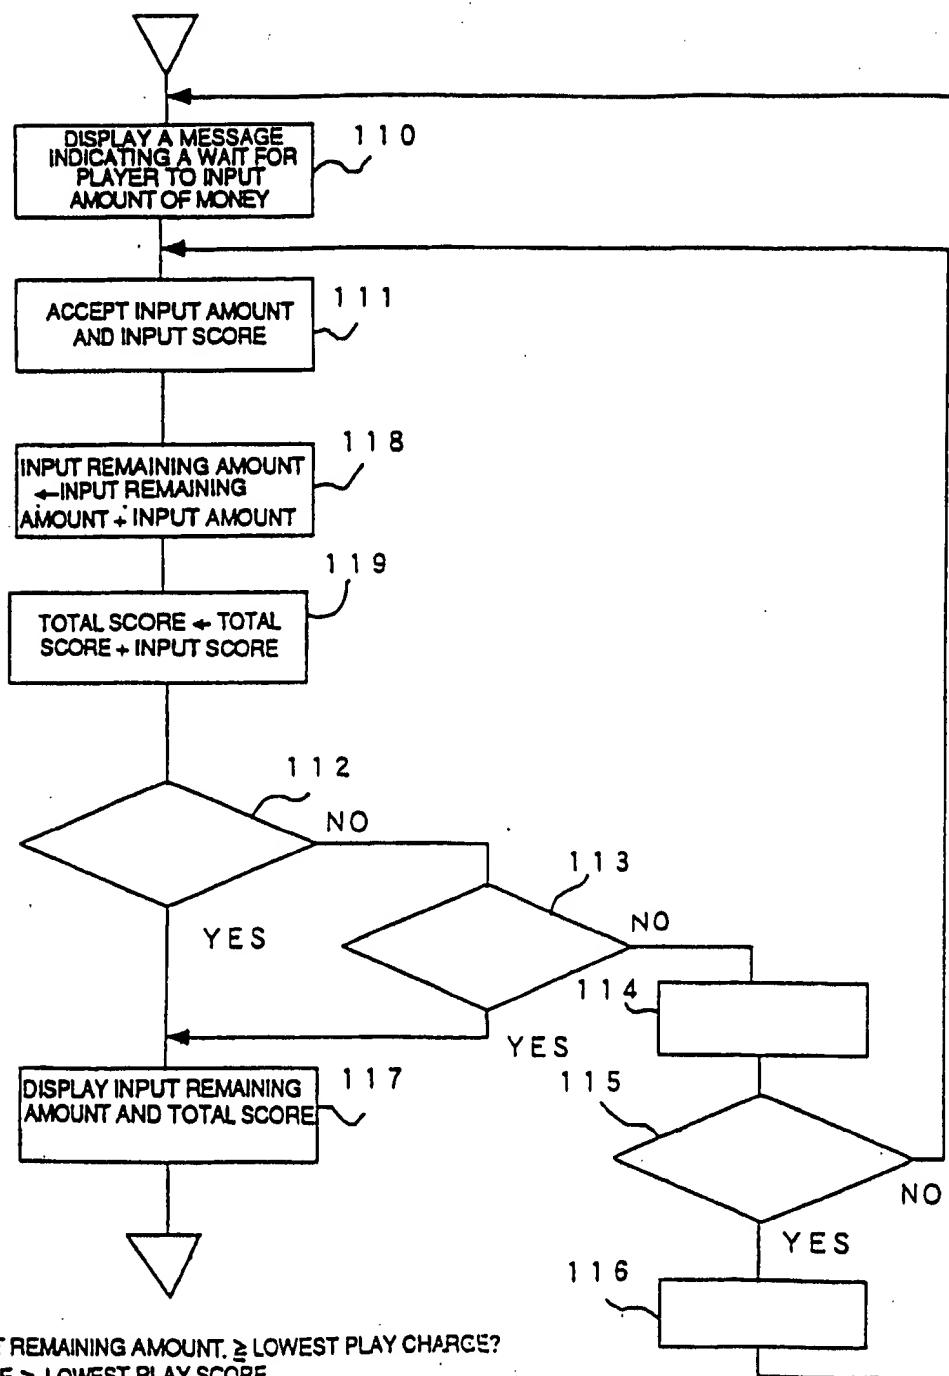 110
DISPLAY A MESSAGE
INDICATING A WAIT FOR
PLAYER TO INPUT
AMOUNT OF MONEY
111
ACCEPT INPUT AMOUNT
AND INPUT SCORE
118
INPUT REMAINING AMOUNT
←INPUT REMAINING
AMOUNT + INPUT AMOUNT
119
TOTAL SCORE ← TOTAL
SCORE + INPUT SCORE
112
NO
YES
113
NO
YES
114
115
NO
YES
117
DISPLAY INPUT REMAINING
AMOUNT AND TOTAL SCORE
116
REMAINING AMOUNT. ≥ LOWEST PLAY CHARGE?
≥ LOWEST PLAY SCORE